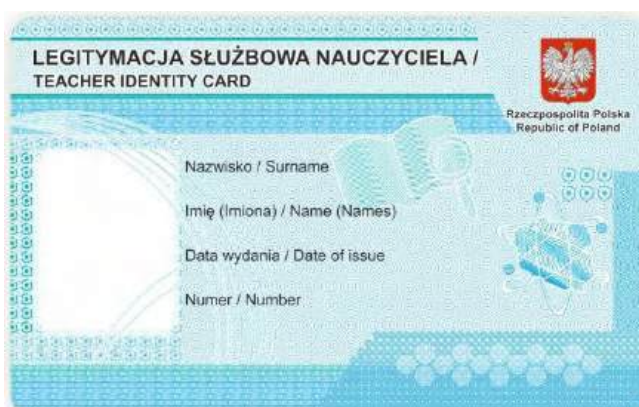 LEGITYMACJA SŁUŻBOWA NAUCZYCIELA /
TEACHER IDENTITY CARD
Rzeczpospolita Polska
Republic of Poland
Nazwisko / Surname
Imię (Imiona) / Name (Names)
Data wydania / Date of issue
Numer / Number